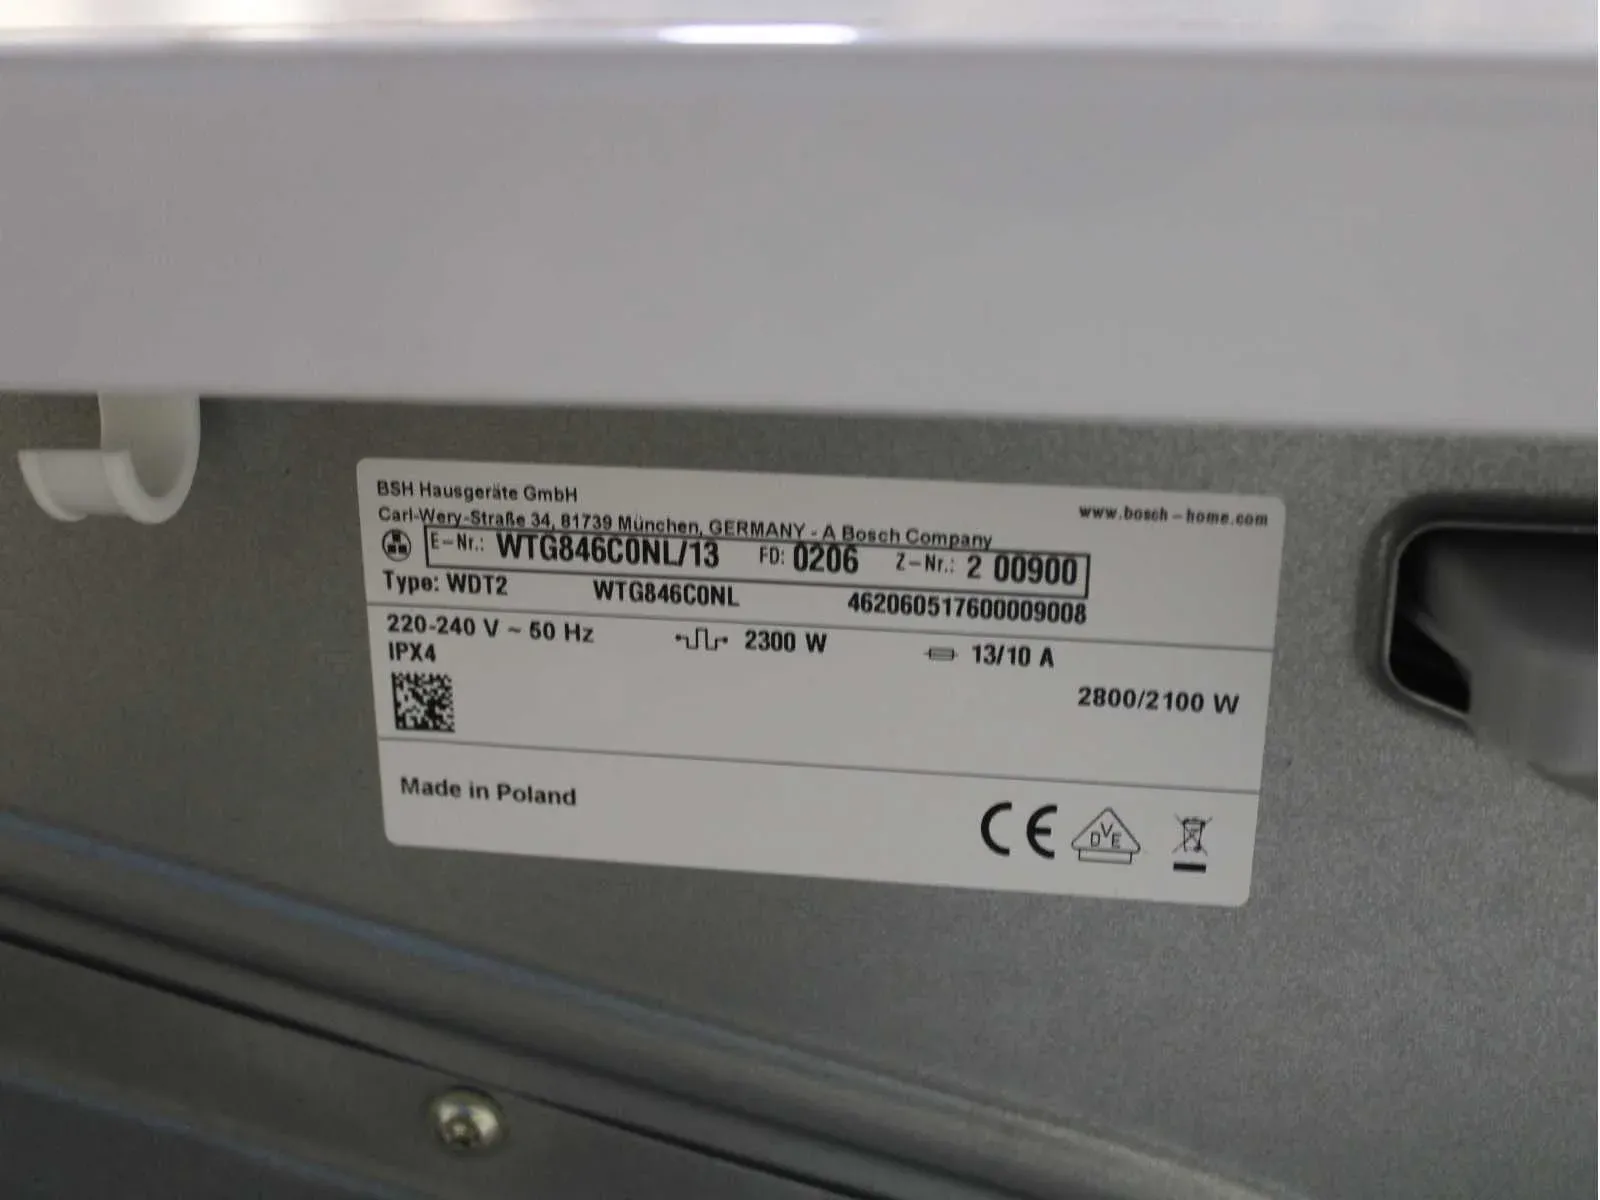 BSH Hausgeräte GmbH
Carl-Wery-Straße 34, 81739 München, GERMANY - A Bosch Company
www.bosch-home.com
E-Nr.: WTG846C0NL/13 FD: 0206 Z-Nr.: 2 00900
Type: WDT2 WTG846C0NL 462060517600009008
220-240 V ~ 50 Hz 2300 W 13/10 A
IPX4
2800/2100 W
Made in Poland
CE DVE